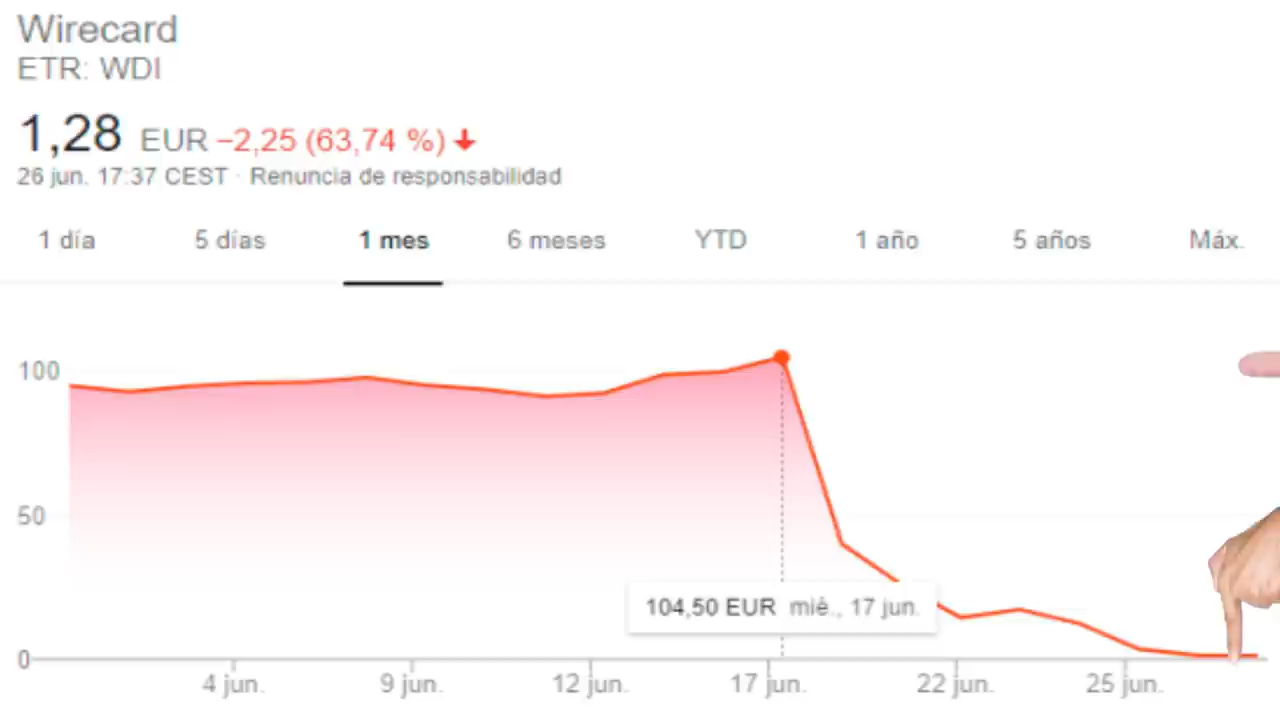 Wirecard
ETR: WDI
1,28 EUR −2,25 (63,74 %) ↓
26 jun. 17:37 CEST · Renuncia de responsabilidad
1 día 5 días 1 mes 6 meses YTD 1 año 5 años Máx.
100
50
104,50 EUR mié., 17 jun.
0
4 jun. 9 jun. 12 jun. 17 jun. 22 jun. 25 jun.